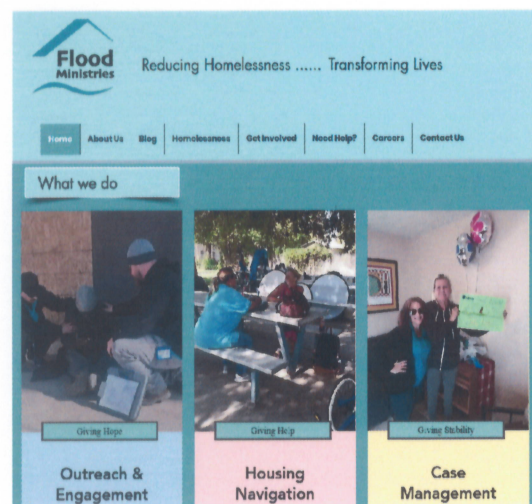 Flood
Ministries
Reducing Homelessness ...... Transforming Lives
Home
About Us
Blog
Homelessness
Get Involved
Need Help?
Careers
Contact Us
What we do
Giving Hope
Giving Help
Giving Stability
Outreach &
Engagement
Housing
Navigation
Case
Management